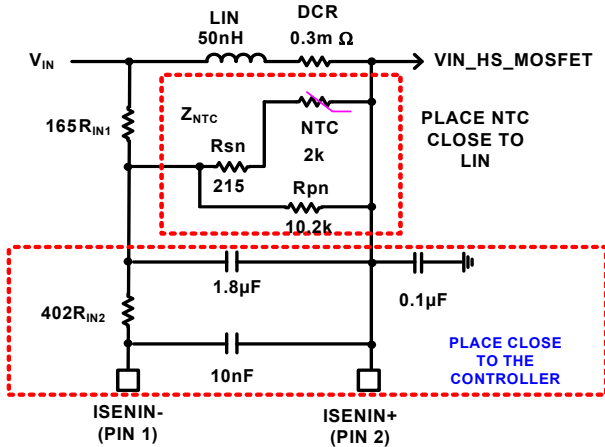 LIN
50nH
DCR
0.3m Ω
VIN
VIN_HS_MOSFET
165RIN1
ZNTC
NTC
2k
PLACE NTC
CLOSE TO
LIN
Rsn
215
Rpn
10.2k
1.8µF
0.1µF
402RIN2
10nF
PLACE CLOSE
TO THE
CONTROLLER
ISENIN-
(PIN 1)
ISENIN+
(PIN 2)